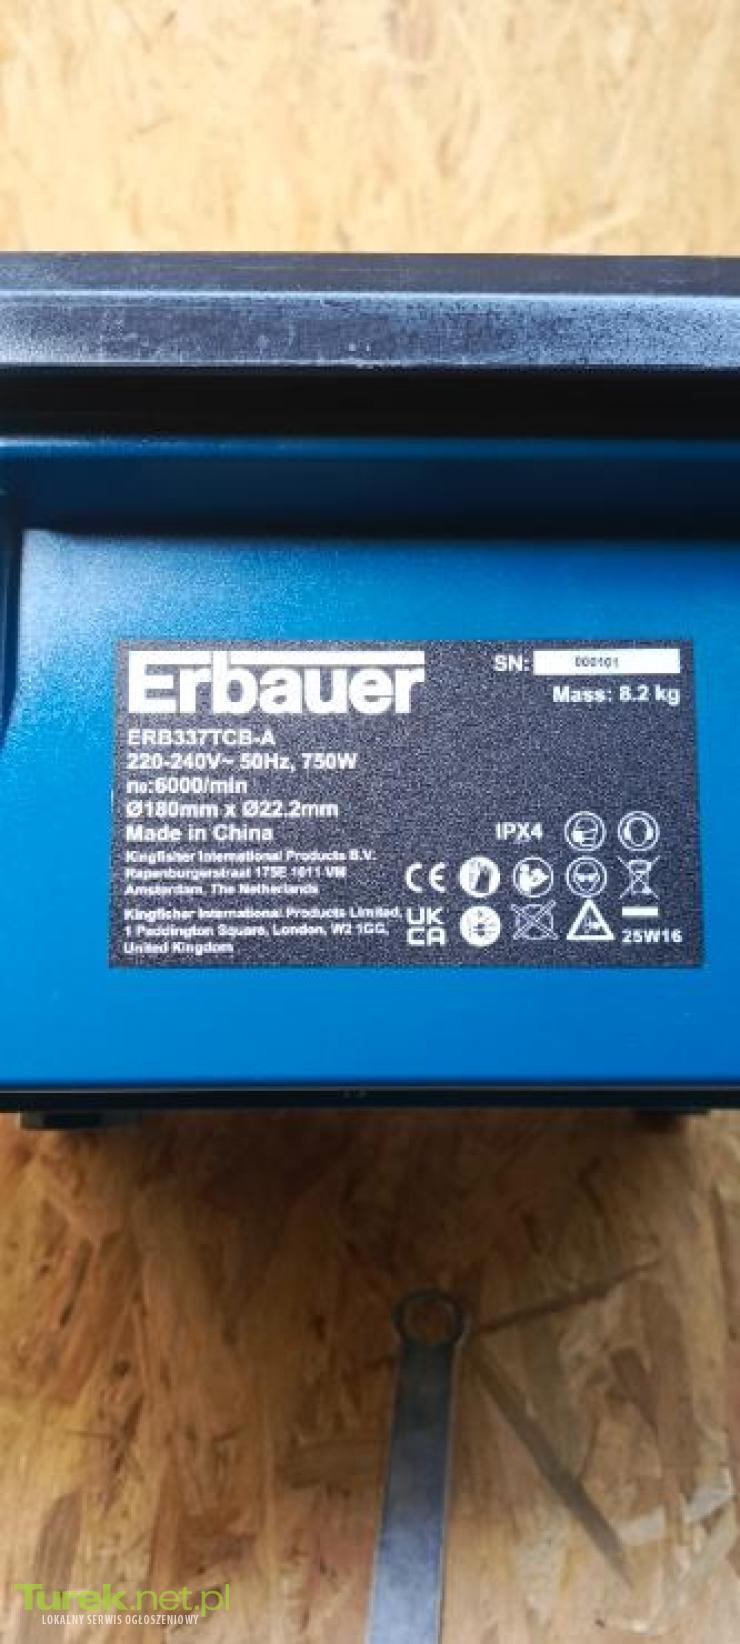 Erbauer
SN: 000101
Mass: 8.2 kg
ERB337TCB-A
220-240V~ 50Hz, 750W
n₀:6000/min
Ø180mm x Ø22.2mm
Made in China
IPX4
Kingfisher International Products B.V.
Rapenburgerstraat 175E 1011 VM
Amsterdam, The Netherlands
CE
Kingfisher International Products Limited,
1 Paddington Square, London, W2 1GG,
United Kingdom
UK
CA
25W16
Turek.net.pl
LOKALNY SERWIS OGŁOSZENIOWY